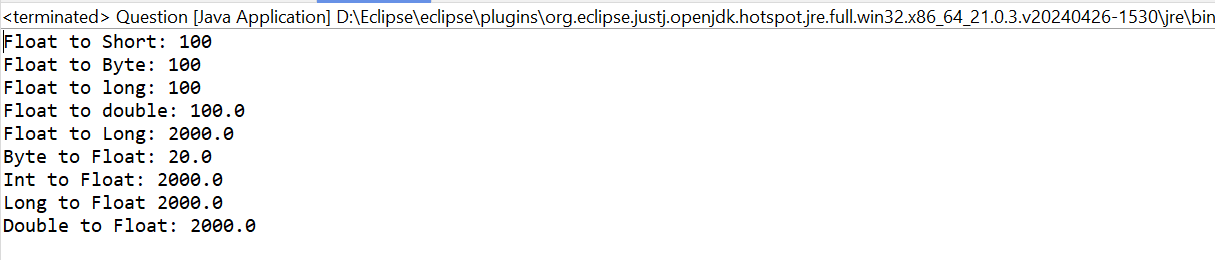 <terminated> Question [Java Application] D:\Eclipse\eclipse\plugins\org.eclipse.justj.openjdk.hotspot.jre.full.win32.x86_64_21.0.3.v20240426-1530\jre\bin
Float to Short: 100
Float to Byte: 100
Float to long: 100
Float to double: 100.0
Float to Long: 2000.0
Byte to Float: 20.0
Int to Float: 2000.0
Long to Float 2000.0
Double to Float: 2000.0